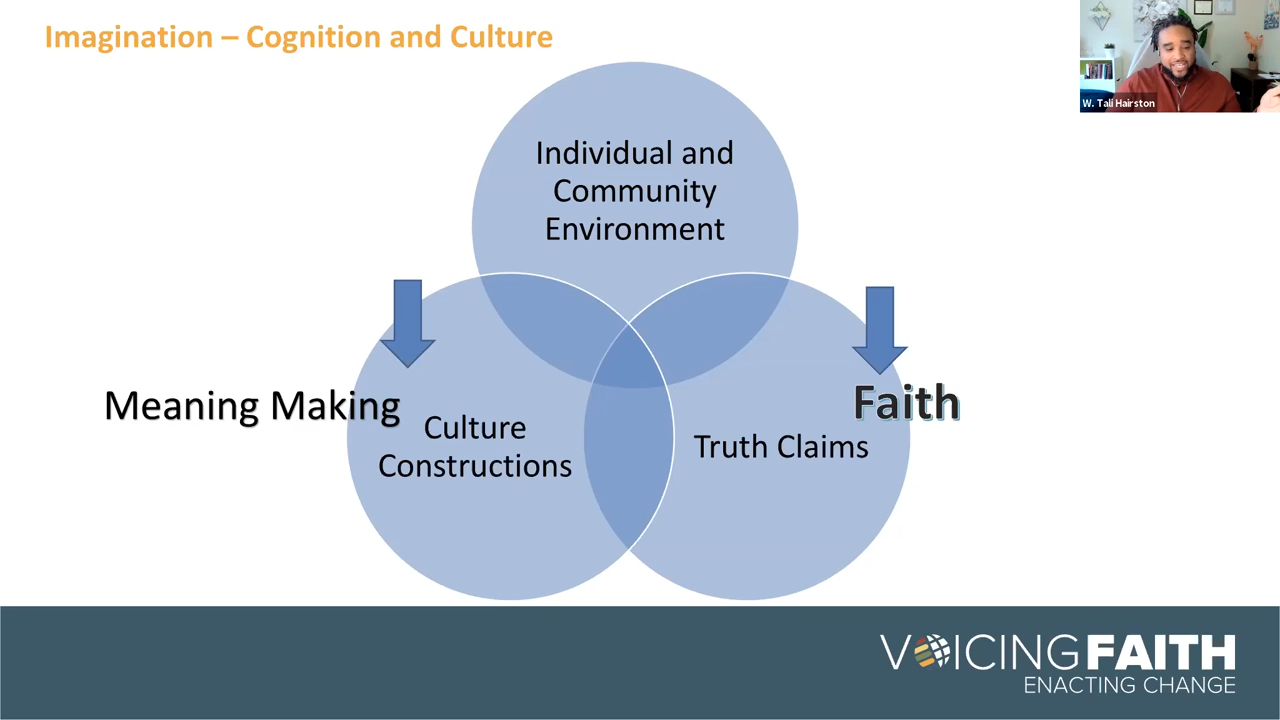 Imagination – Cognition and Culture
W. Tali Hairston
Individual and
Community
Environment
Meaning Making
Culture
Constructions
Faith
Truth Claims
VOICING FAITH
ENACTING CHANGE